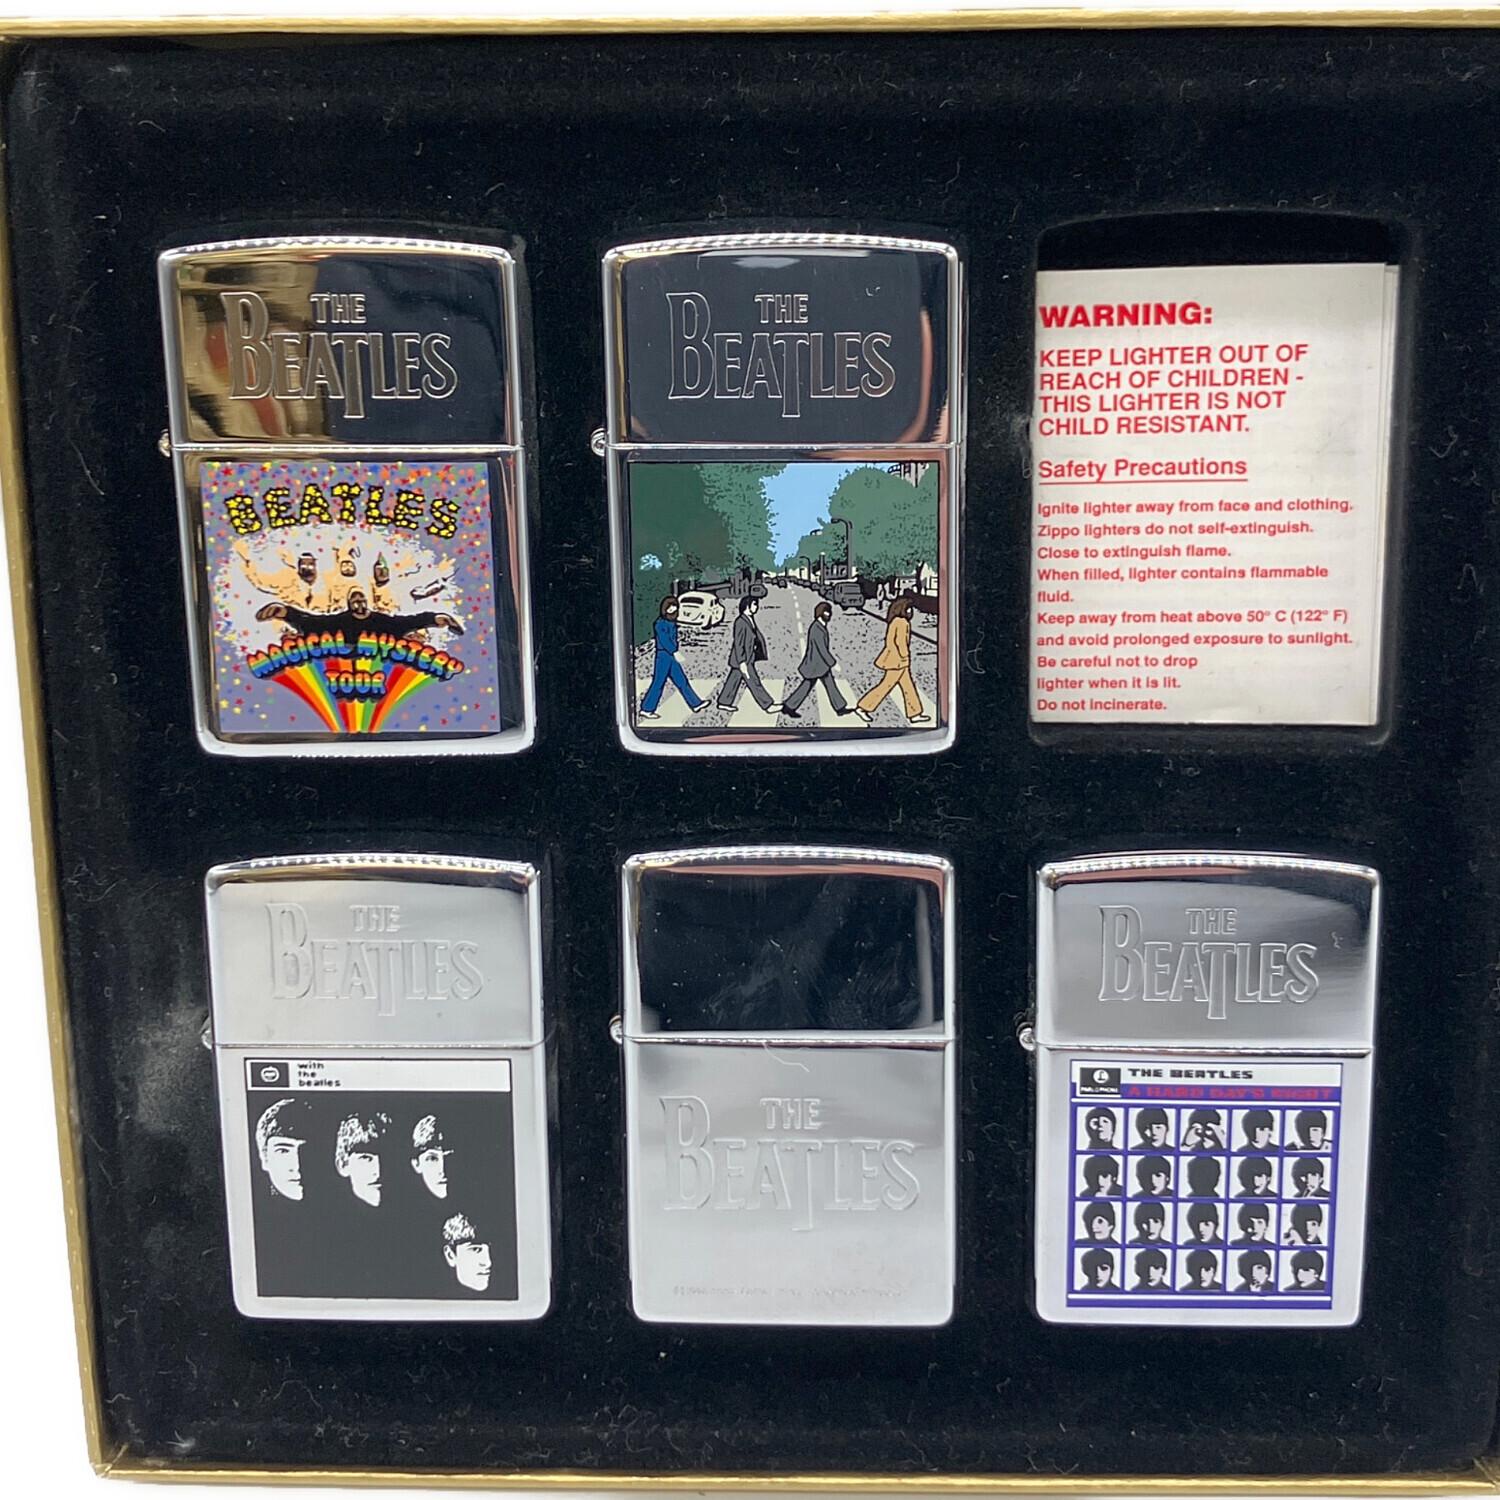 THE
BEATLES
BEATLES
MAGICAL MYSTERY
TOUR
THE
BEATLES
WARNING:
KEEP LIGHTER OUT OF
REACH OF CHILDREN -
THIS LIGHTER IS NOT
CHILD RESISTANT.
Safety Precautions
Ignite lighter away from face and clothing.
Zippo lighters do not self-extinguish.
Close to extinguish flame.
When filled, lighter contains flammable
fluid.
Keep away from heat above 50° C (122° F)
and avoid prolonged exposure to sunlight.
Be careful not to drop
lighter when it is lit.
Do not incinerate.
THE
BEATLES
with
the
beatles
THE
BEATLES
THE
BEATLES
PARLOPHONE
THE BEATLES
A HARD DAY'S NIGHT